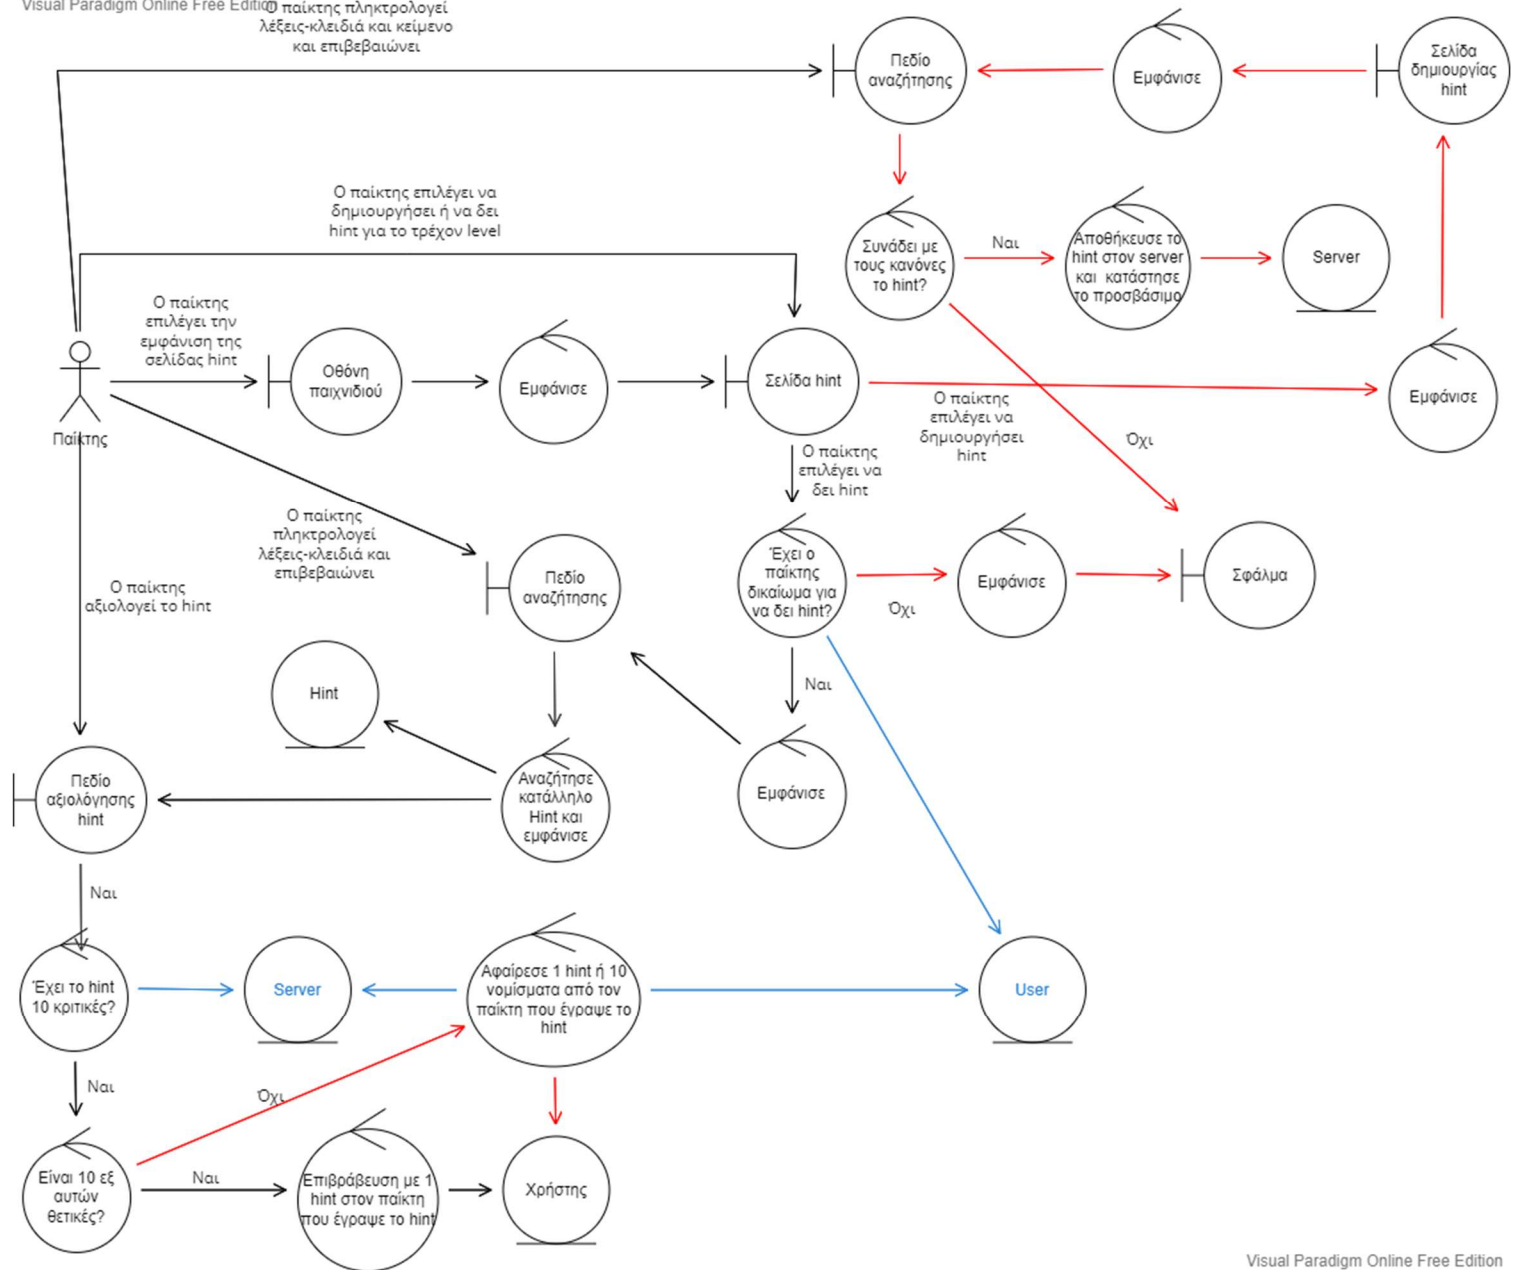 Visual Paradigm Online Free Edition
Ο παίκτης πληκτρολογεί
λέξεις-κλειδιά και κείμενο
και επιβεβαιώνει
Πεδίο
αναζήτησης
Εμφάνισε
Σελίδα
δημιουργίας
hint
Ο παίκτης επιλέγει να
δημιουργήσει ή να δει
hint για το τρέχον level
Συνάδει με
τους κανόνες
το hint?
Ναι
Αποθήκευσε το
hint στον server
και κατάστησε
το προσβάσιμο
Server
Ο παίκτης
επιλέγει την
εμφάνιση της
σελίδας hint
Παίκτης
Οθόνη
παιχνιδιού
Εμφάνισε
Σελίδα hint
Ο παίκτης
επιλέγει να
δημιουργήσει
hint
Εμφάνισε
Όχι
Ο παίκτης
επιλέγει να
δει hint
Ο παίκτης
πληκτρολογεί
λέξεις-κλειδιά και
επιβεβαιώνει
Ο παίκτης
αξιολογεί το hint
Πεδίο
αναζήτησης
Έχει ο
παίκτης
δικαίωμα για
να δει hint?
Όχι
Εμφάνισε
Σφάλμα
Ναι
Hint
Πεδίο
αξιολόγησης
hint
Αναζήτησε
κατάλληλο
Hint και
εμφάνισε
Εμφάνισε
Ναι
Έχει το hint
10 κριτικές?
Server
Αφαίρεσε 1 hint ή 10
νομίσματα από τον
παίκτη που έγραψε το
hint
User
Ναι
Όχι
Είναι 10 εξ
αυτών
θετικές?
Ναι
Επιβράβευση με 1
hint στον παίκτη
που έγραψε το hint
Χρήστης
Visual Paradigm Online Free Edition